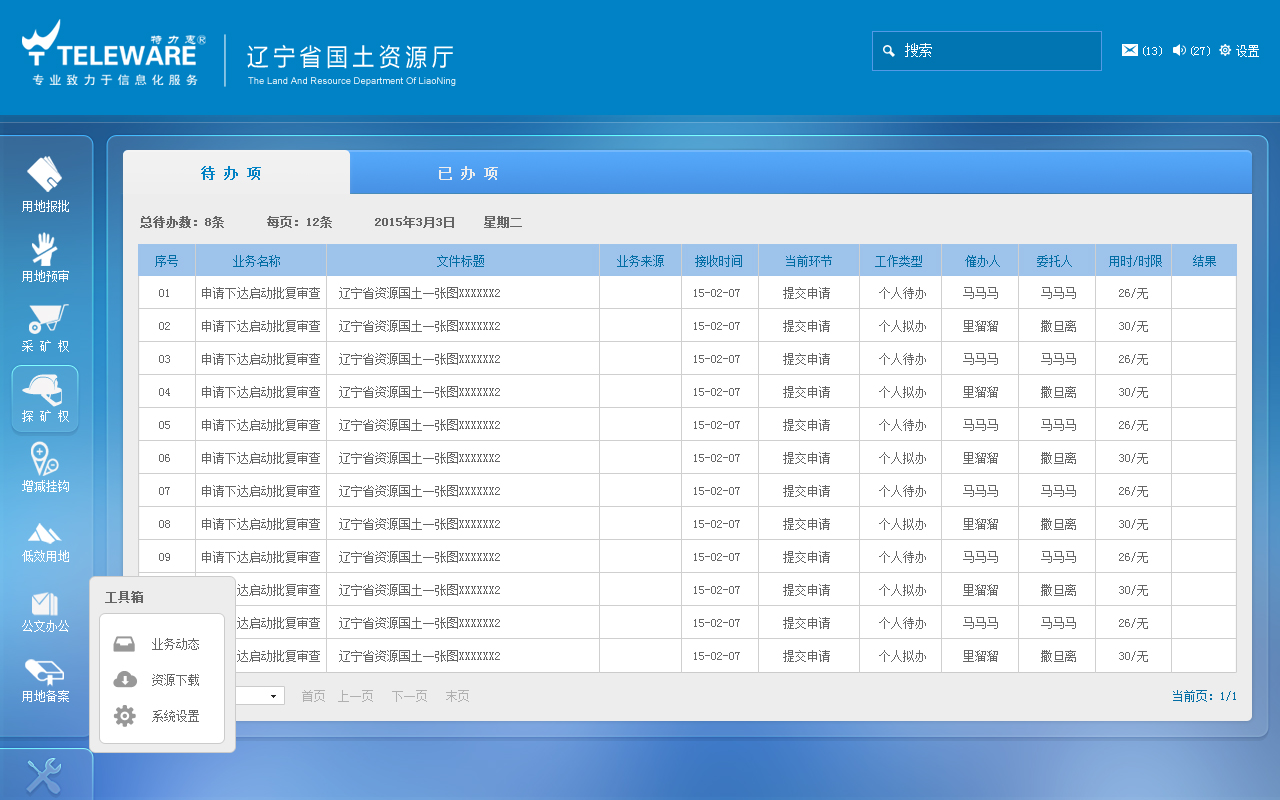 特力惠®
TELEWARE
专业致力于信息化服务
辽宁省国土资源厅
The Land And Resource Department Of LiaoNing
搜索
(13) (27) 设置
用地报批
用地预审
采 矿 权
探 矿 权
增减挂钩
低效用地
公文办公
用地备案
待 办 项 已 办 项
总待办数：8条 每页：12条 2015年3月3日 星期二
序号 业务名称 文件标题 业务来源 接收时间 当前环节 工作类型 催办人 委托人 用时/时限 结果
01 申请下达启动批复审查 辽宁省资源国土一张图XXXXXX2 15-02-07 提交申请 个人待办 马马马 马马马 26/无
02 申请下达启动批复审查 辽宁省资源国土一张图XXXXXX2 15-02-07 提交申请 个人拟办 里溜溜 撒旦离 30/无
03 申请下达启动批复审查 辽宁省资源国土一张图XXXXXX2 15-02-07 提交申请 个人待办 马马马 马马马 26/无
04 申请下达启动批复审查 辽宁省资源国土一张图XXXXXX2 15-02-07 提交申请 个人拟办 里溜溜 撒旦离 30/无
05 申请下达启动批复审查 辽宁省资源国土一张图XXXXXX2 15-02-07 提交申请 个人待办 马马马 马马马 26/无
06 申请下达启动批复审查 辽宁省资源国土一张图XXXXXX2 15-02-07 提交申请 个人拟办 里溜溜 撒旦离 30/无
07 申请下达启动批复审查 辽宁省资源国土一张图XXXXXX2 15-02-07 提交申请 个人待办 马马马 马马马 26/无
08 申请下达启动批复审查 辽宁省资源国土一张图XXXXXX2 15-02-07 提交申请 个人拟办 里溜溜 撒旦离 30/无
09 申请下达启动批复审查 辽宁省资源国土一张图XXXXXX2 15-02-07 提交申请 个人待办 马马马 马马马 26/无
达启动批复审查 辽宁省资源国土一张图XXXXXX2 15-02-07 提交申请 个人拟办 里溜溜 撒旦离 30/无
达启动批复审查 辽宁省资源国土一张图XXXXXX2 15-02-07 提交申请 个人待办 马马马 马马马 26/无
达启动批复审查 辽宁省资源国土一张图XXXXXX2 15-02-07 提交申请 个人拟办 里溜溜 撒旦离 30/无
首页 上一页 下一页 末页 当前页：1/1
工具箱
业务动态
资源下载
系统设置